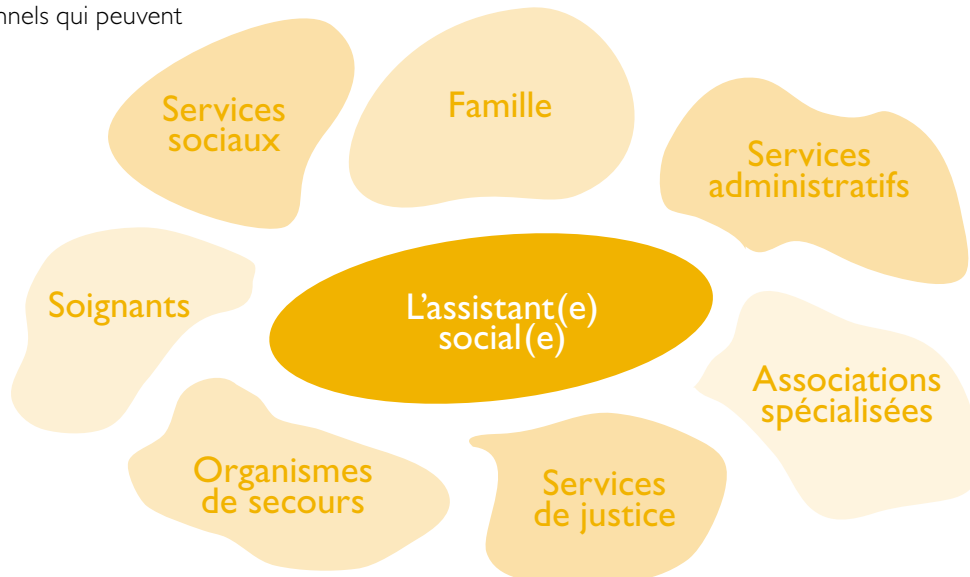 nnels qui peuvent
Services
sociaux
Famille
Services
administratifs
Soignants
L'assistant(e)
social(e)
Associations
spécialisées
Organismes
de secours
Services
de justice